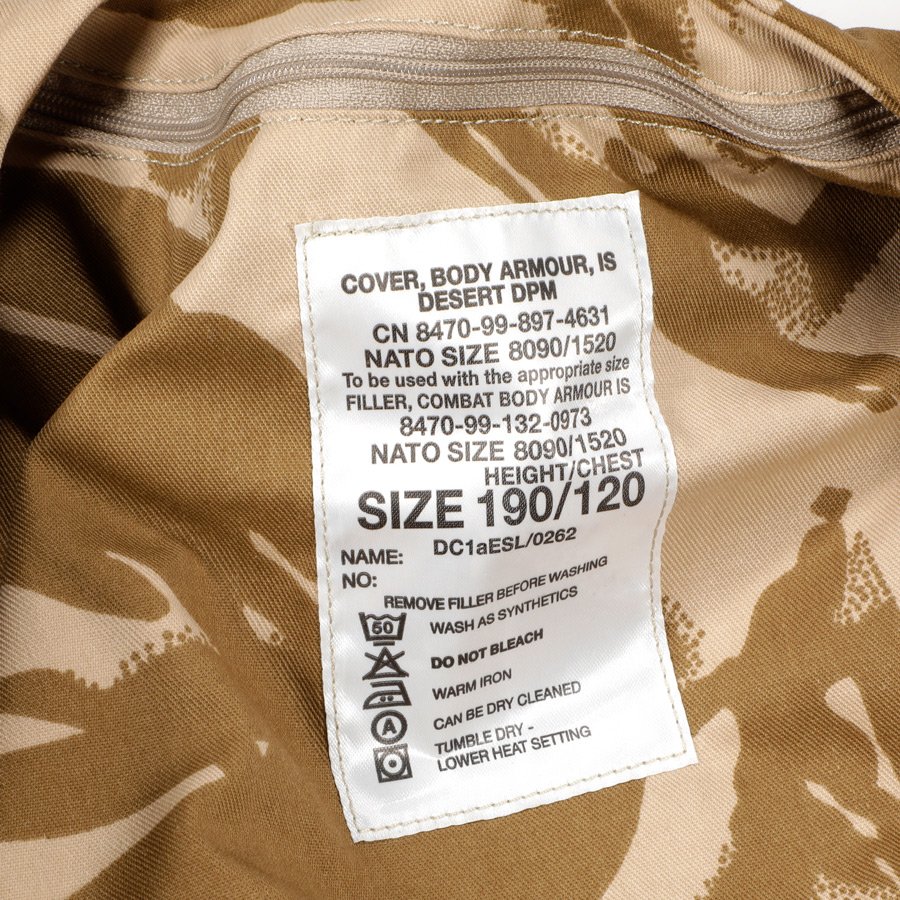 COVER, BODY ARMOUR, IS
DESERT DPM
CN 8470-99-897-4631
NATO SIZE 8090/1520
To be used with the appropriate size
FILLER, COMBAT BODY ARMOUR IS
8470-99-132-0973
NATO SIZE 8090/1520
HEIGHT/CHEST
SIZE 190/120
DC1aESL/0262
NAME:
NO:
REMOVE FILLER BEFORE WASHING
50 WASH AS SYNTHETICS
DO NOT BLEACH
WARM IRON
A CAN BE DRY CLEANED
TUMBLE DRY -
LOWER HEAT SETTING